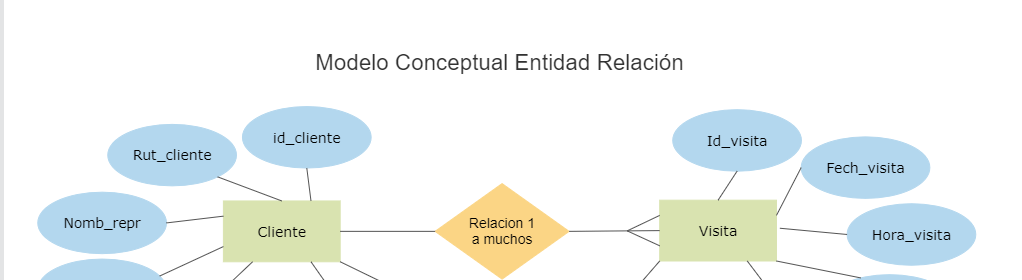 Modelo Conceptual Entidad Relación
id_cliente
Rut_cliente
Nomb_repr
Cliente
Relacion 1
a muchos
Id_visita
Fech_visita
Hora_visita
Visita